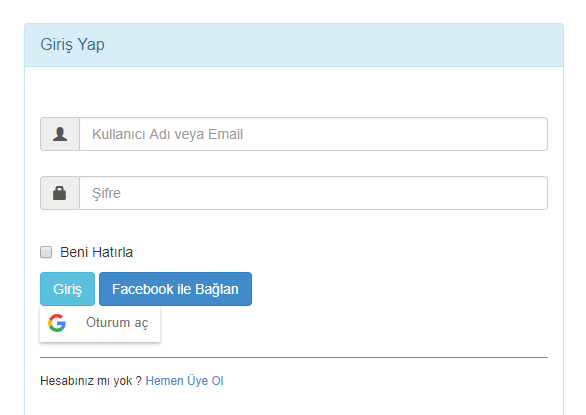 Giriş Yap
Kullanıcı Adı veya Email
Şifre
Beni Hatırla
Giriş Facebook ile Bağlan
Oturum aç
Hesabınız mı yok ? Hemen Üye Ol